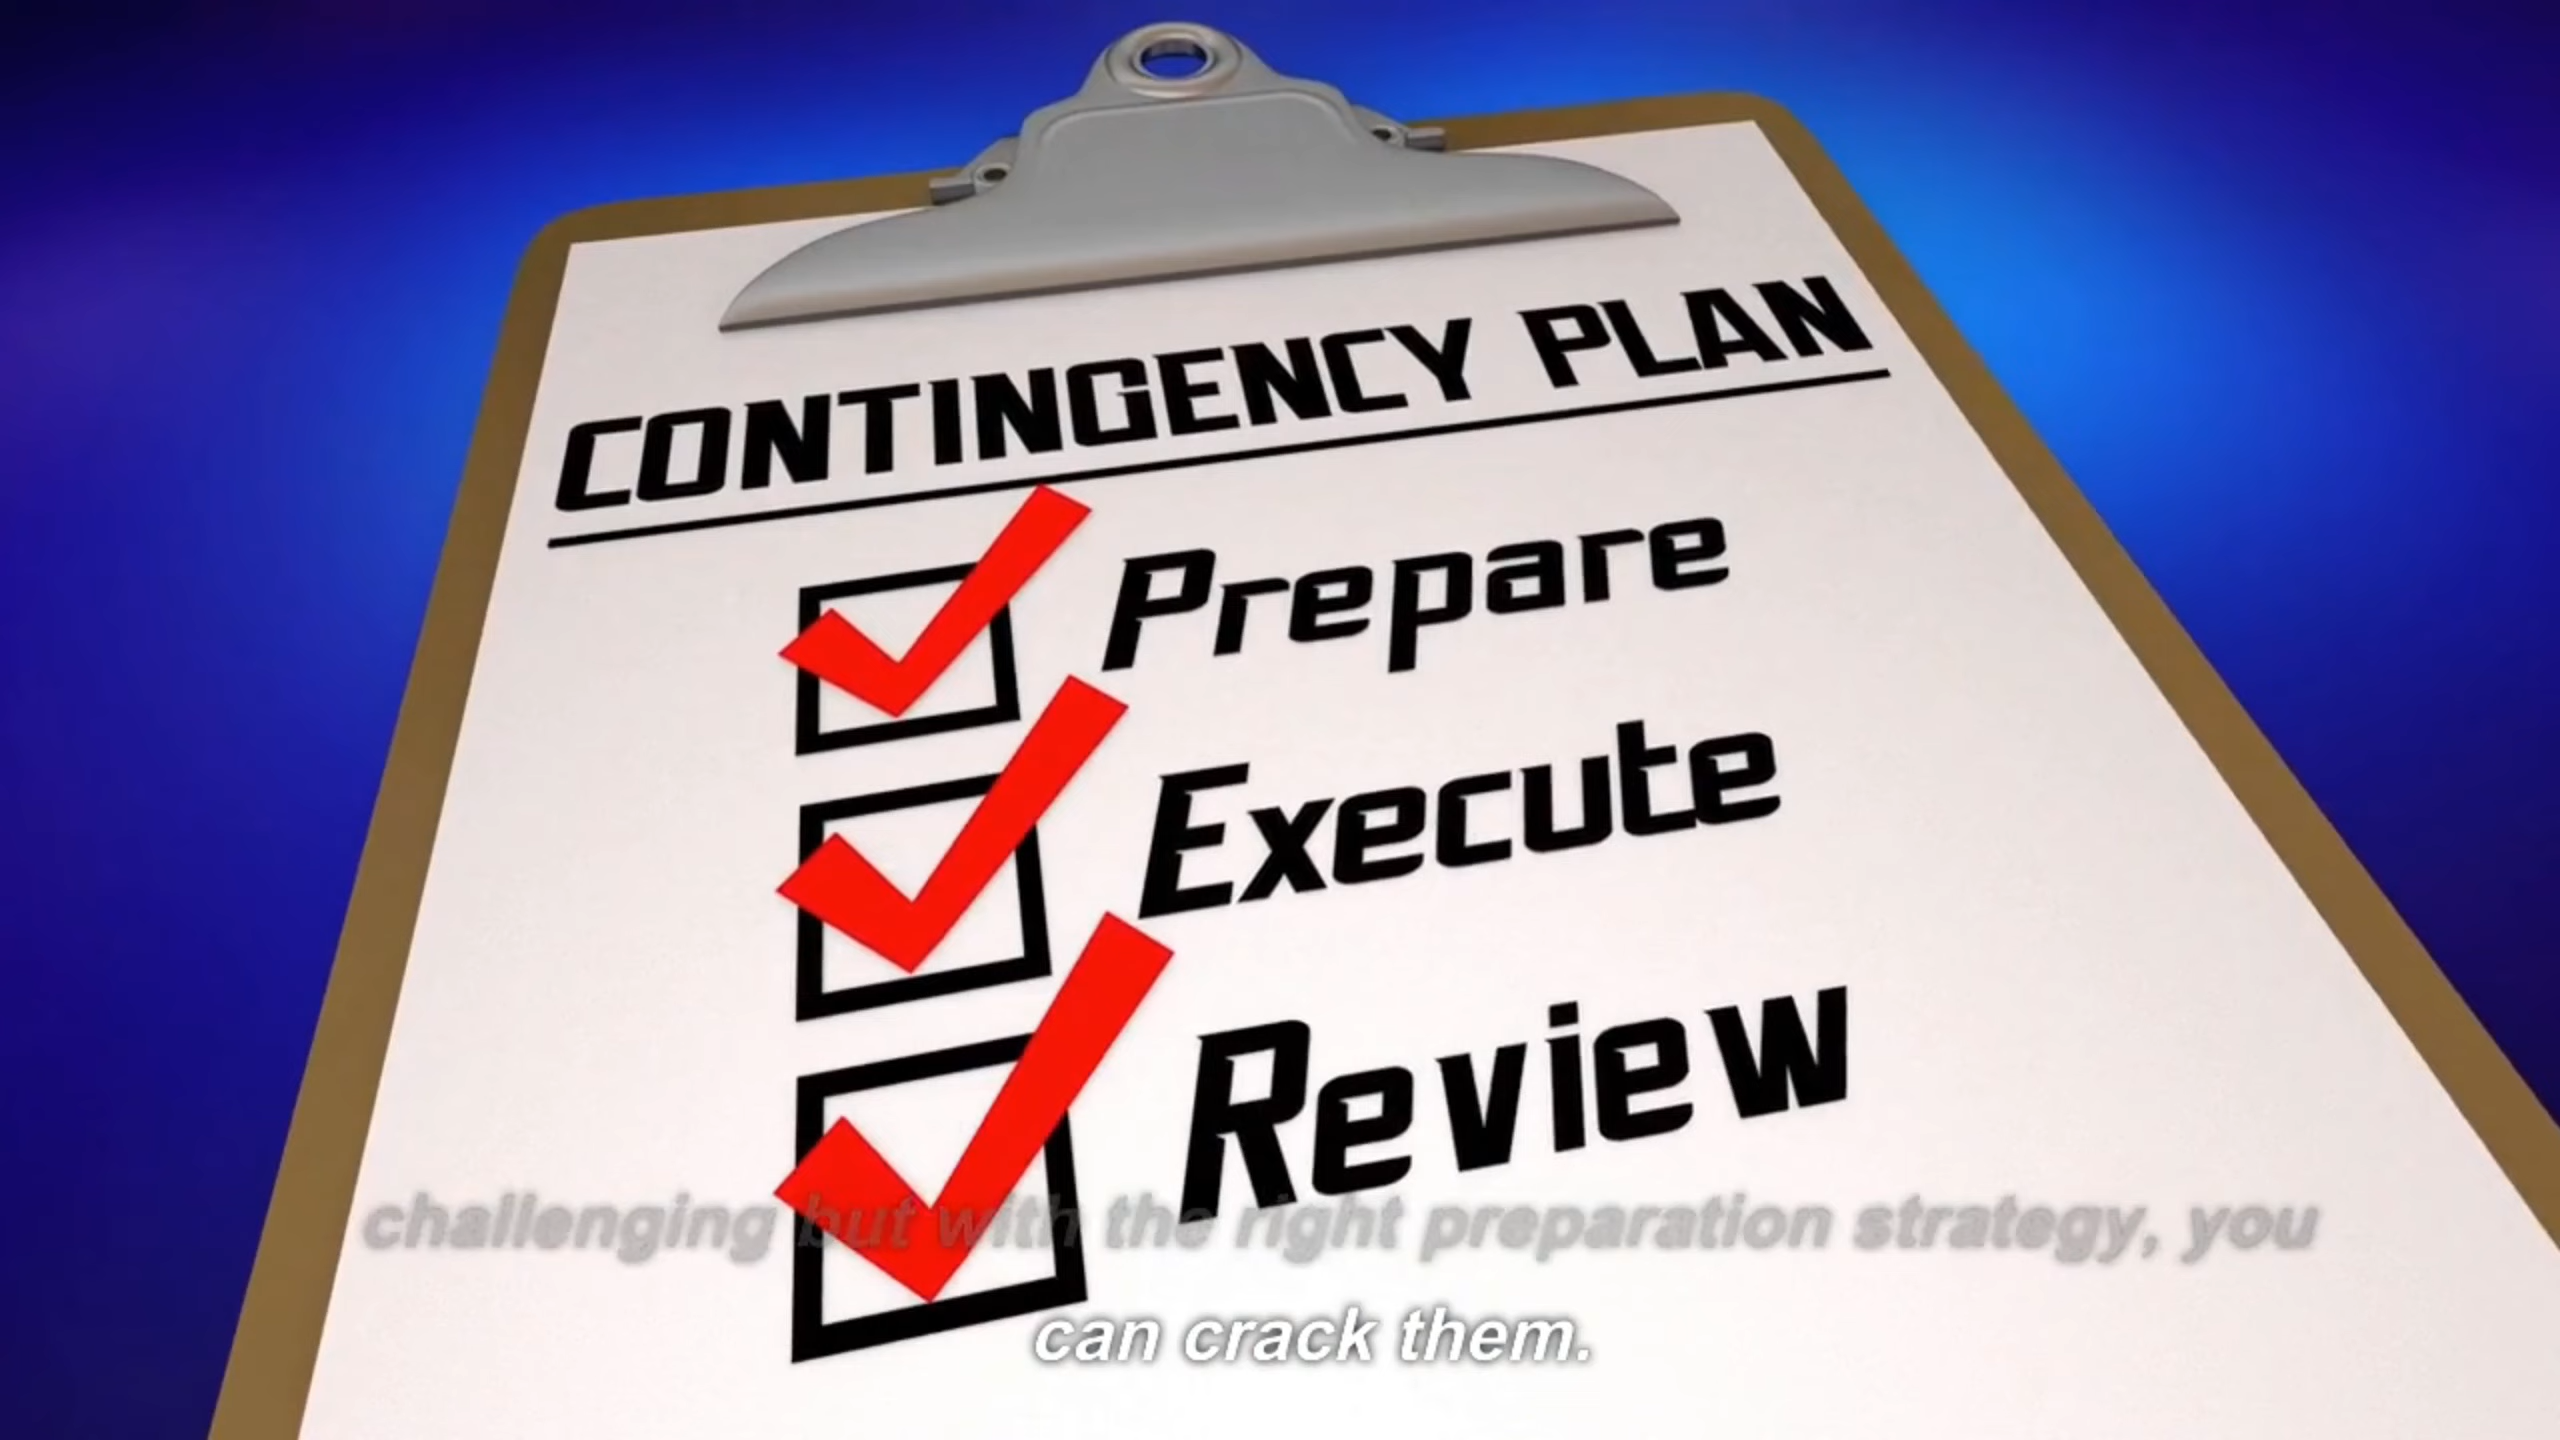 CONTINGENCY PLAN
Prepare
Execute
Review
challenging but with the right preparation strategy, you
can crack them.